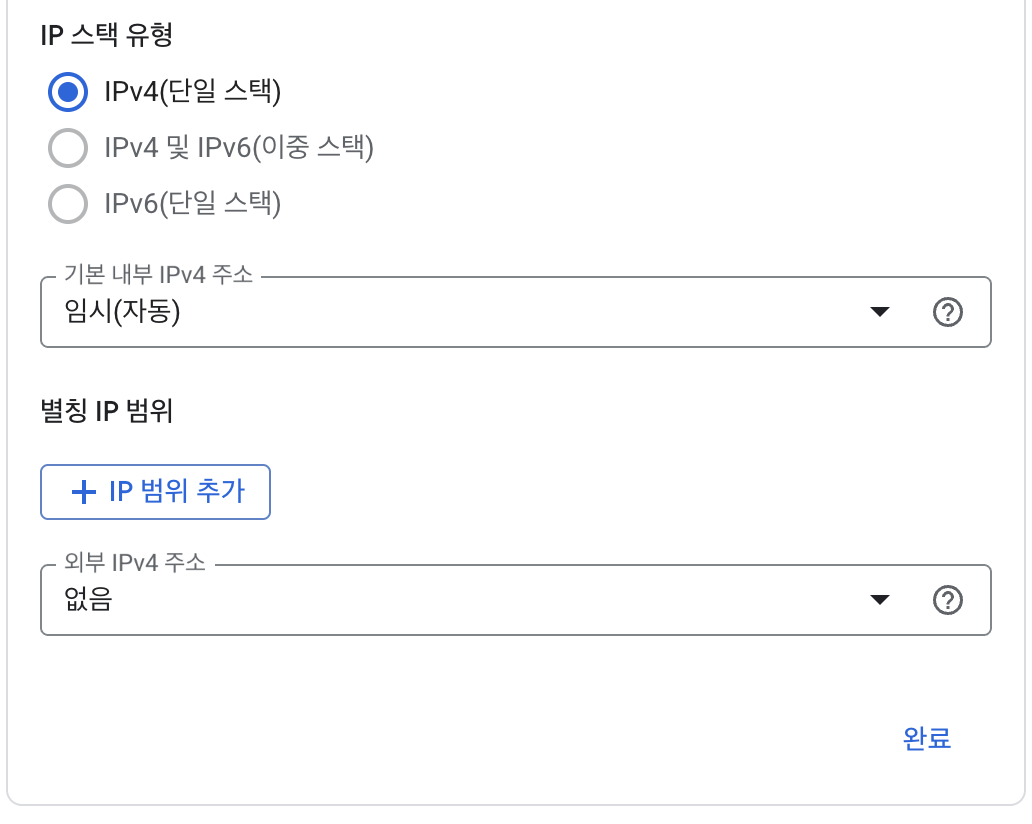 IP 스택 유형
IPv4(단일 스택)
IPv4 및 IPv6(이중 스택)
IPv6(단일 스택)
기본 내부 IPv4 주소
임시(자동)
별칭 IP 범위
+ IP 범위 추가
외부 IPv4 주소
없음
완료